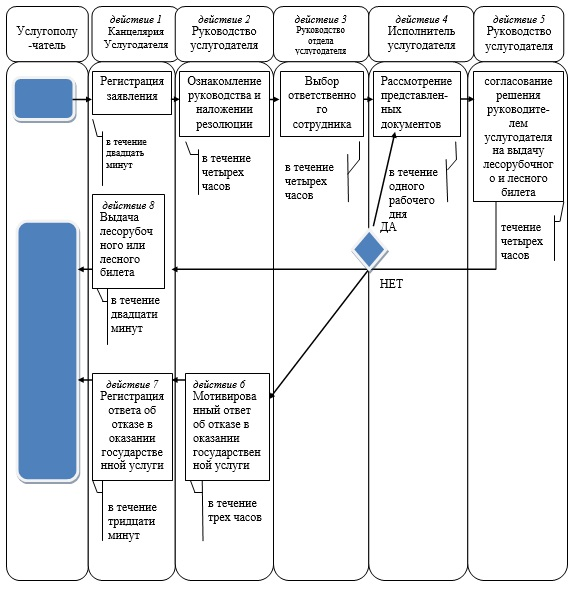 Услугополу
-чатель
действие 1
Канцелярия
Услугодателя
действие 2
Руководство
услугодателя
действие 3
Руководство
отдела
услугодателя
действие 4
Исполнитель
услугодателя
действие 5
Руководство
услугодателя
Регистрация
заявления
Ознакомление
руководства и
наложении
резолюции
Выбор
ответственно
го
сотрудника
Рассмотрение
представлен-
ных
документов
согласование
решения
руководите-
лем
услугодателя
на выдачу
лесорубочног
о и лесного
билета
в течение
двадцать
минут
в течение
четырех
часов
в течение
четырех
часов
в течение
одного
рабочего
дня
течение
четырех
часов
действие 8
Выдача
лесорубоч
ного или
лесного
билета
ДА
НЕТ
в течение
двадцати
минут
действие 7
Регистрация
ответа об
отказе в
оказании
государстве
нной услуги
действие 6
Мотивирова
нный ответ
об отказе в
оказании
государствен
ной услуги
в течение
тридцати
минут
в течение
трех часов